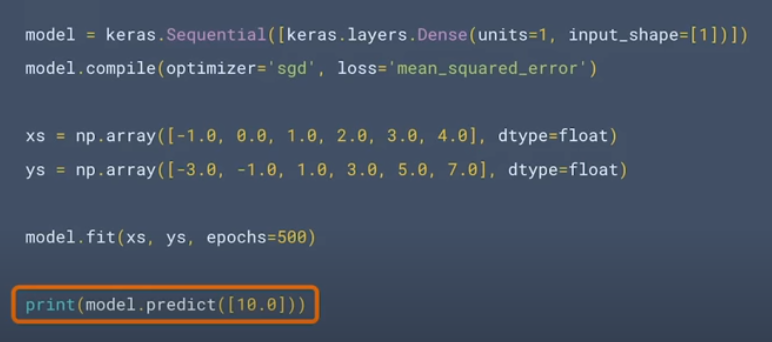 model = keras.Sequential([keras.layers.Dense(units=1, input_shape=[1])])
model.compile(optimizer='sgd', loss='mean_squared_error')
xs = np.array([-1.0, 0.0, 1.0, 2.0, 3.0, 4.0], dtype=float)
ys = np.array([-3.0, -1.0, 1.0, 3.0, 5.0, 7.0], dtype=float)
model.fit(xs, ys, epochs=500)
print(model.predict([10.0]))